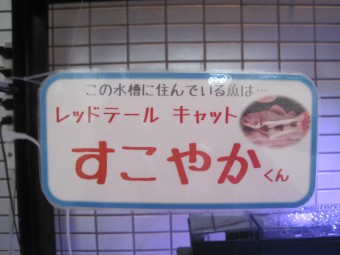 この水槽に住んでいる魚は…
レッドテール キャット
すこやかくん